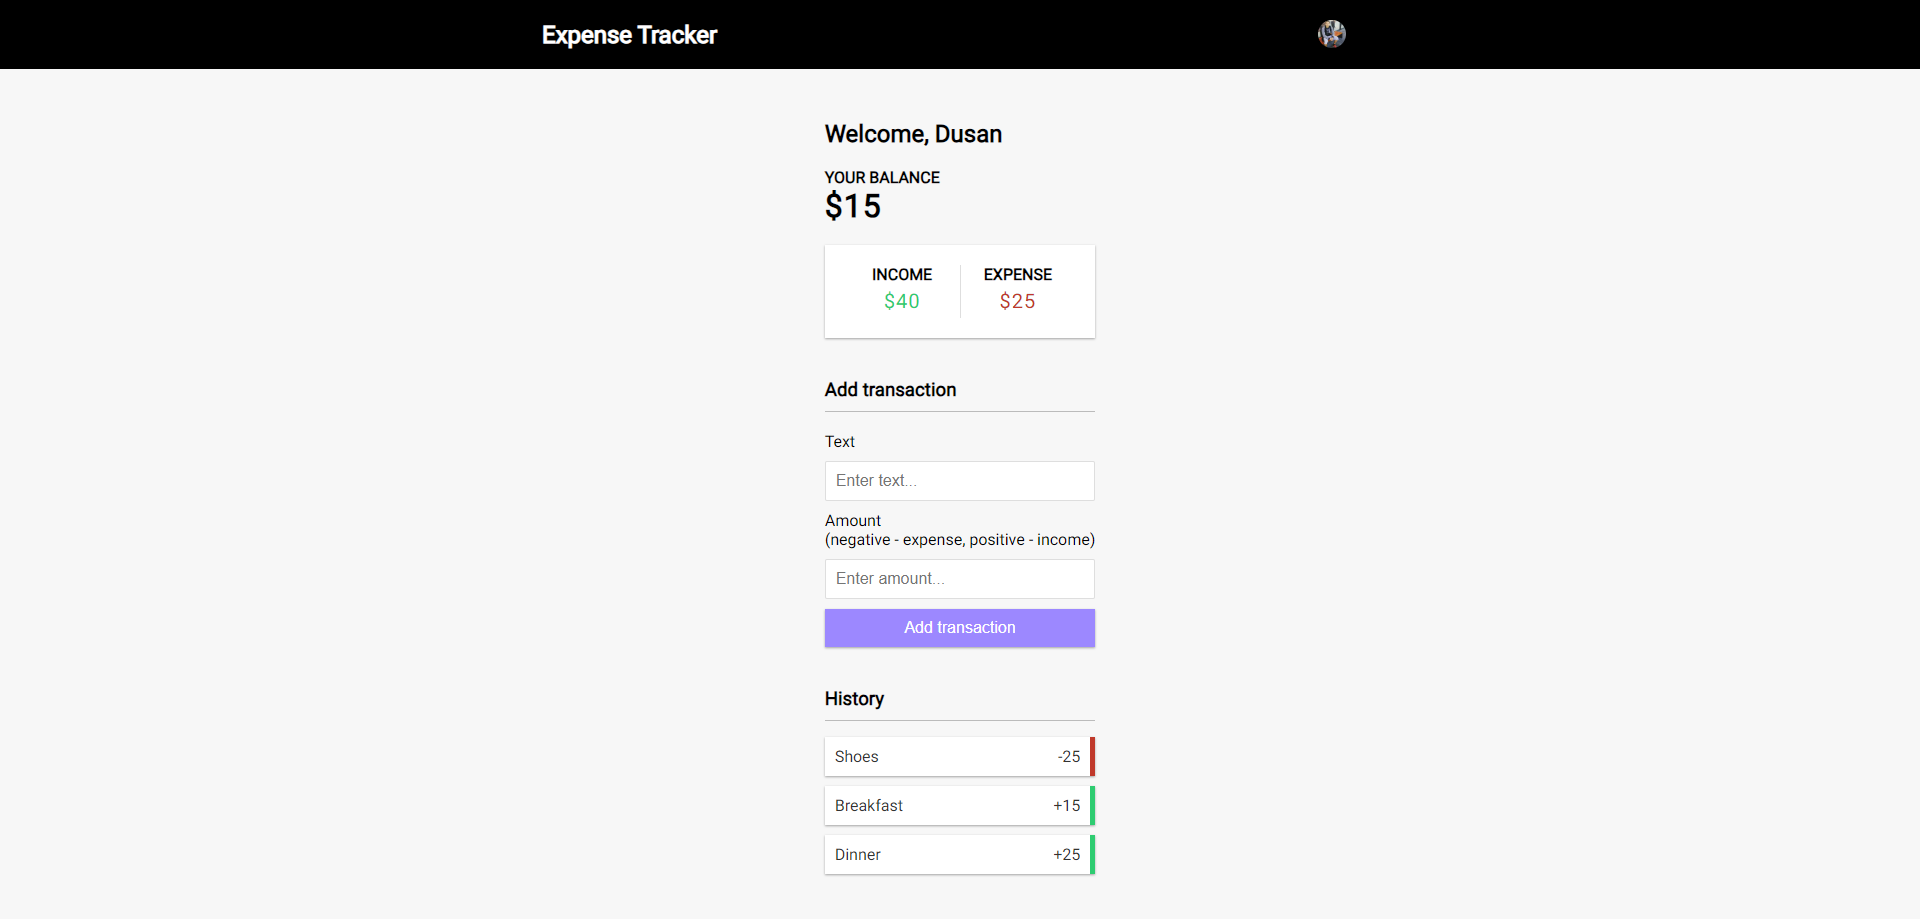 Expense Tracker
Welcome, Dusan
YOUR BALANCE
$15
INCOME EXPENSE
$40 $25
Add transaction
Text
Enter text...
Amount
(negative - expense, positive - income)
Enter amount...
Add transaction
History
Shoes -25
Breakfast +15
Dinner +25